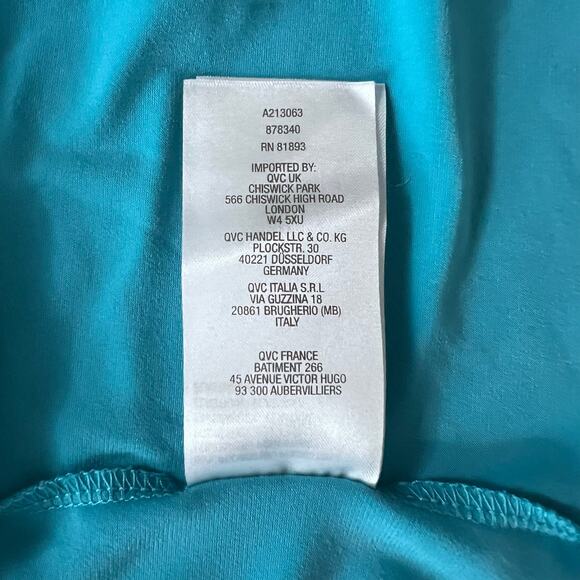 A213063
878340
RN 81893
IMPORTED BY:
QVC UK
CHISWICK PARK
566 CHISWICK HIGH ROAD
LONDON
W4 5XU
QVC HANDEL LLC & CO. KG
PLOCKSTR. 30
40221 DÜSSELDORF
GERMANY
QVC ITALIA S.R.L
VIA GUZZINA 18
20861 BRUGHERIO (MB)
ITALY
QVC FRANCE
BATIMENT 266
45 AVENUE VICTOR HUGO
93 300 AUBERVILLIERS